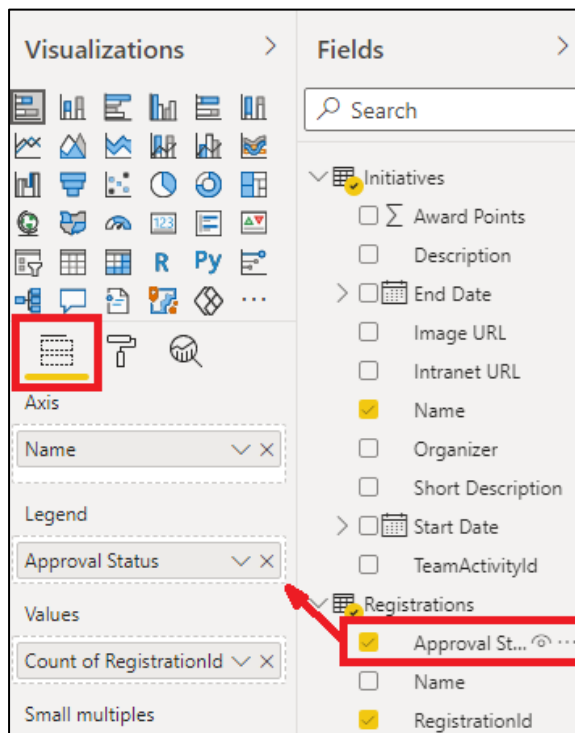 Visualizations
123
R
Py
Axis
Name
Legend
Approval Status
Values
Count of RegistrationId
Small multiples
Fields
Search
Initiatives
Award Points
Description
End Date
Image URL
Intranet URL
Name
Organizer
Short Description
Start Date
TeamActivityId
Registrations
Approval St...
Name
RegistrationId